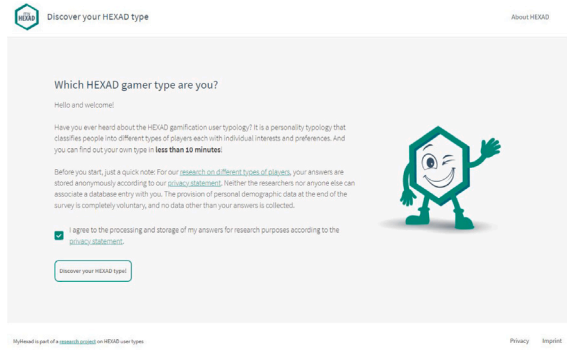 my
HEXAD
Discover your HEXAD type
About HEXAD
Which HEXAD gamer type are you?
Hello and welcome!
Have you ever heard about the HEXAD gamification user typology? It is a personality typology that
classifies people into different types of players each with individual interests and preferences. And
you can find out your own type in less than 10 minutes!
Before you start, just a quick note: For our research on different types of players, your answers are
stored anonymously according to our privacy statement. Neither the researchers nor anyone else can
associate a database entry with you. The provision of personal demographic data at the end of the
survey is completely voluntary, and no data other than your answers is collected.
I agree to the processing and storage of my answers for research purposes according to the
privacy statement.
Discover your HEXAD type!
MyHexad is part of a research project on HEXAD user types
Privacy
Imprint